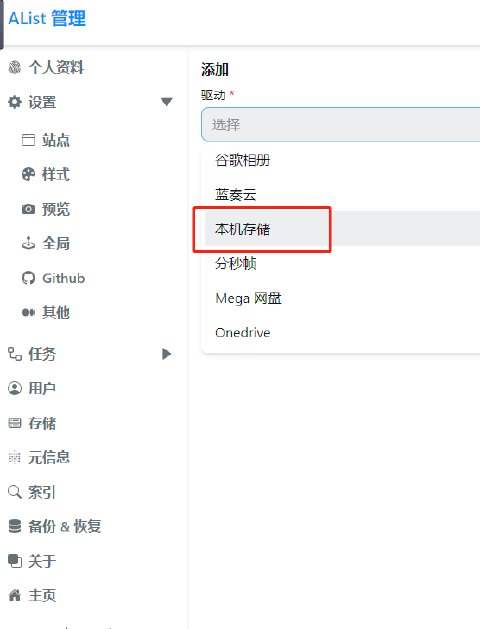 AList 管理
个人资料
设置
站点
样式
预览
全局
Github
其他
任务
用户
存储
元信息
索引
备份 & 恢复
关于
主页
添加
驱动 *
选择
谷歌相册
蓝奏云
本机存储
分秒帧
Mega 网盘
Onedrive